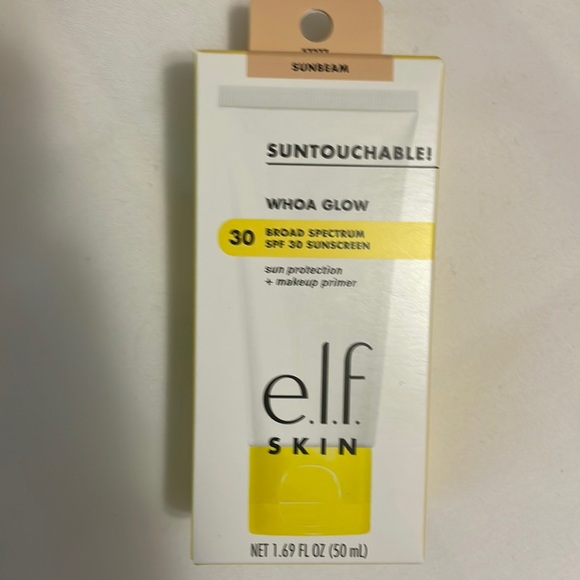 SUNBEAM
SUNTOUCHABLE!
WHOA GLOW
30
BROAD SPECTRUM
SPF 30 SUNSCREEN
sun protection
+ makeup primer
e.l.f.
SKIN
NET 1.69 FL OZ (50 mL)